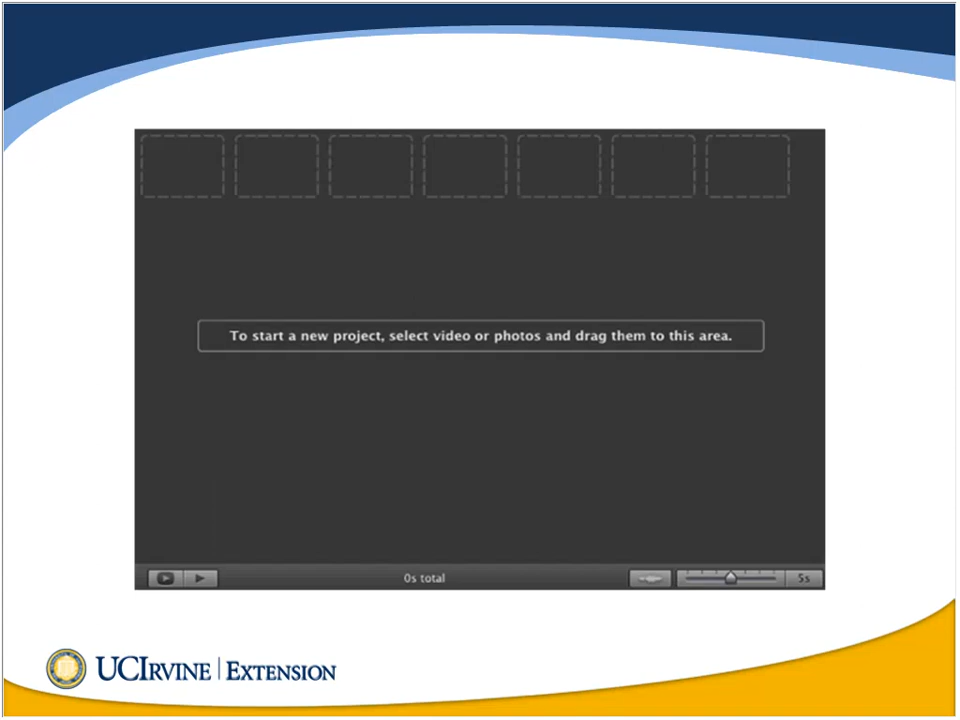 To start a new project, select video or photos and drag them to this area.
0s total
5s
UCIRVINE | EXTENSION